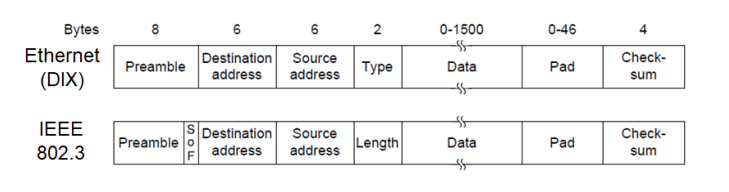 Bytes 8 6 6 2 0-1500 0-46 4
Ethernet (DIX) Preamble Destination address Source address Type Data Pad Check-sum
IEEE 802.3 Preamble SoF Destination address Source address Length Data Pad Check-sum